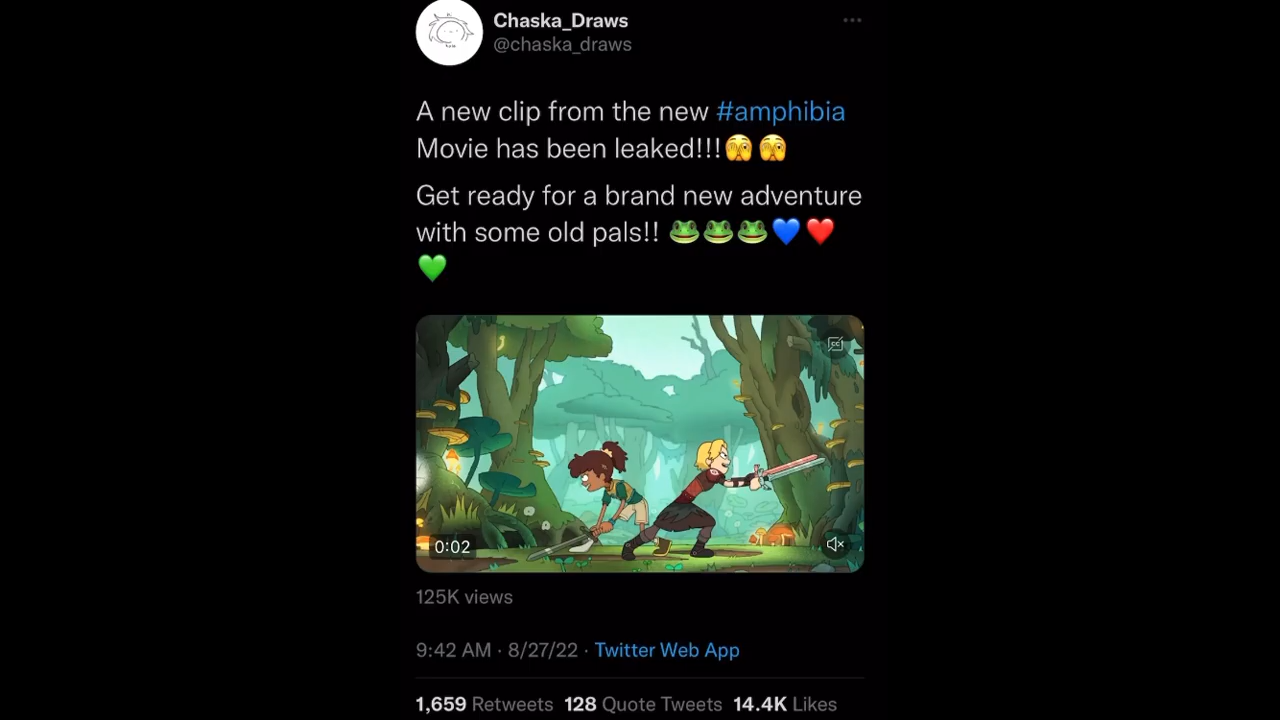 Chaska_Draws
@chaska_draws
A new clip from the new #amphibia
Movie has been leaked!!!🫣🫣
Get ready for a brand new adventure
with some old pals!! 🐸🐸🐸💙❤️
💚
CC
0:02
125K views
9:42 AM · 8/27/22 · Twitter Web App
1,659 Retweets 128 Quote Tweets 14.4K Likes